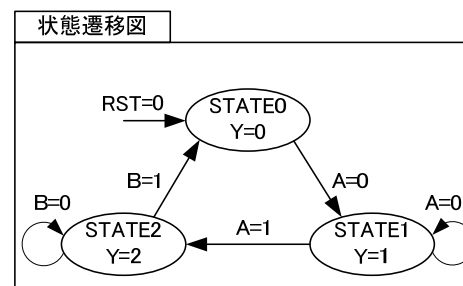 状態遷移図
RST=0
STATE0
Y=0
B=1
A=0
B=0
A=0
STATE2
Y=2
A=1
STATE1
Y=1